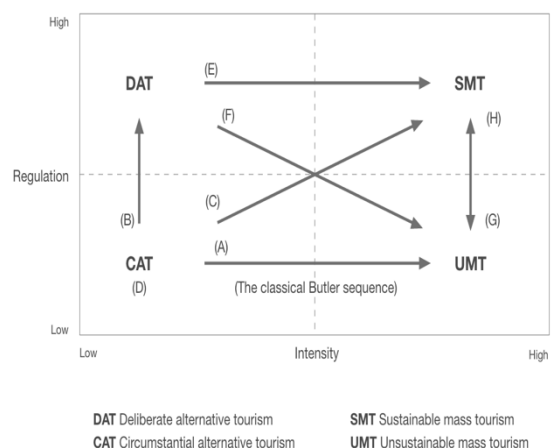 High
(E)
DAT SMT
(F)
(H)
Regulation
(C)
(B) (G)
(A)
CAT UMT
(D) (The classical Butler sequence)
Low
Low Intensity High
DAT Deliberate alternative tourism SMT Sustainable mass tourism
CAT Circumstantial alternative tourism UMT Unsustainable mass tourism